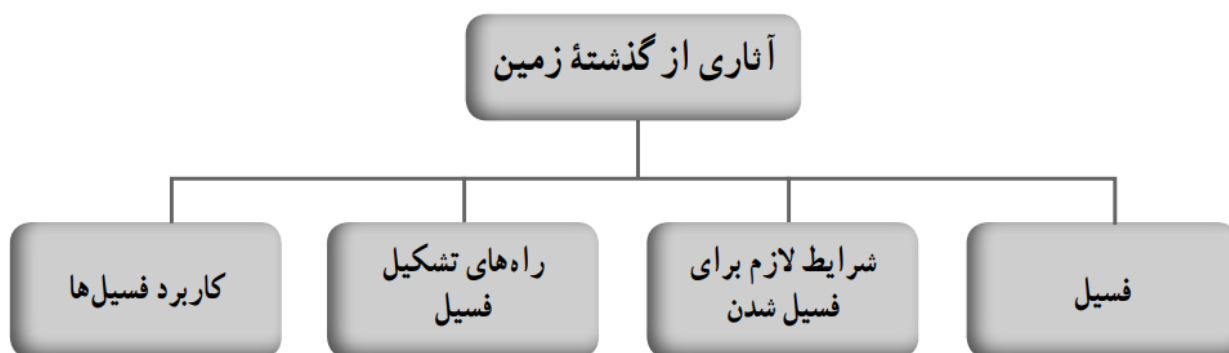 آثاری از گذشتهٔ زمین
فسیل
شرایط لازم برای
فسیل شدن
راه‌های تشکیل
فسیل
کاربرد فسیل‌ها